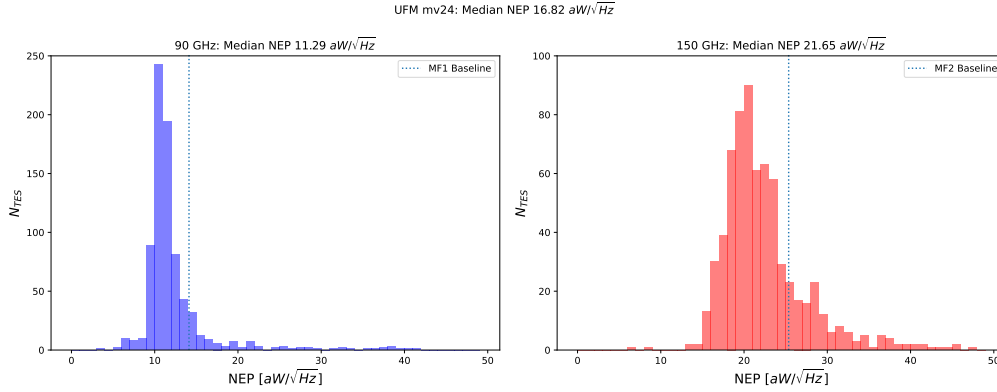 UFM mv24: Median NEP 16.82 aW/√Hz
90 GHz: Median NEP 11.29 aW/√Hz
MF1 Baseline
N_TES
250
200
150
100
50
0
0 10 20 30 40 50
NEP [aW/√Hz]
150 GHz: Median NEP 21.65 aW/√Hz
MF2 Baseline
N_TES
100
80
60
40
20
0
0 10 20 30 40 50
NEP [aW/√Hz]